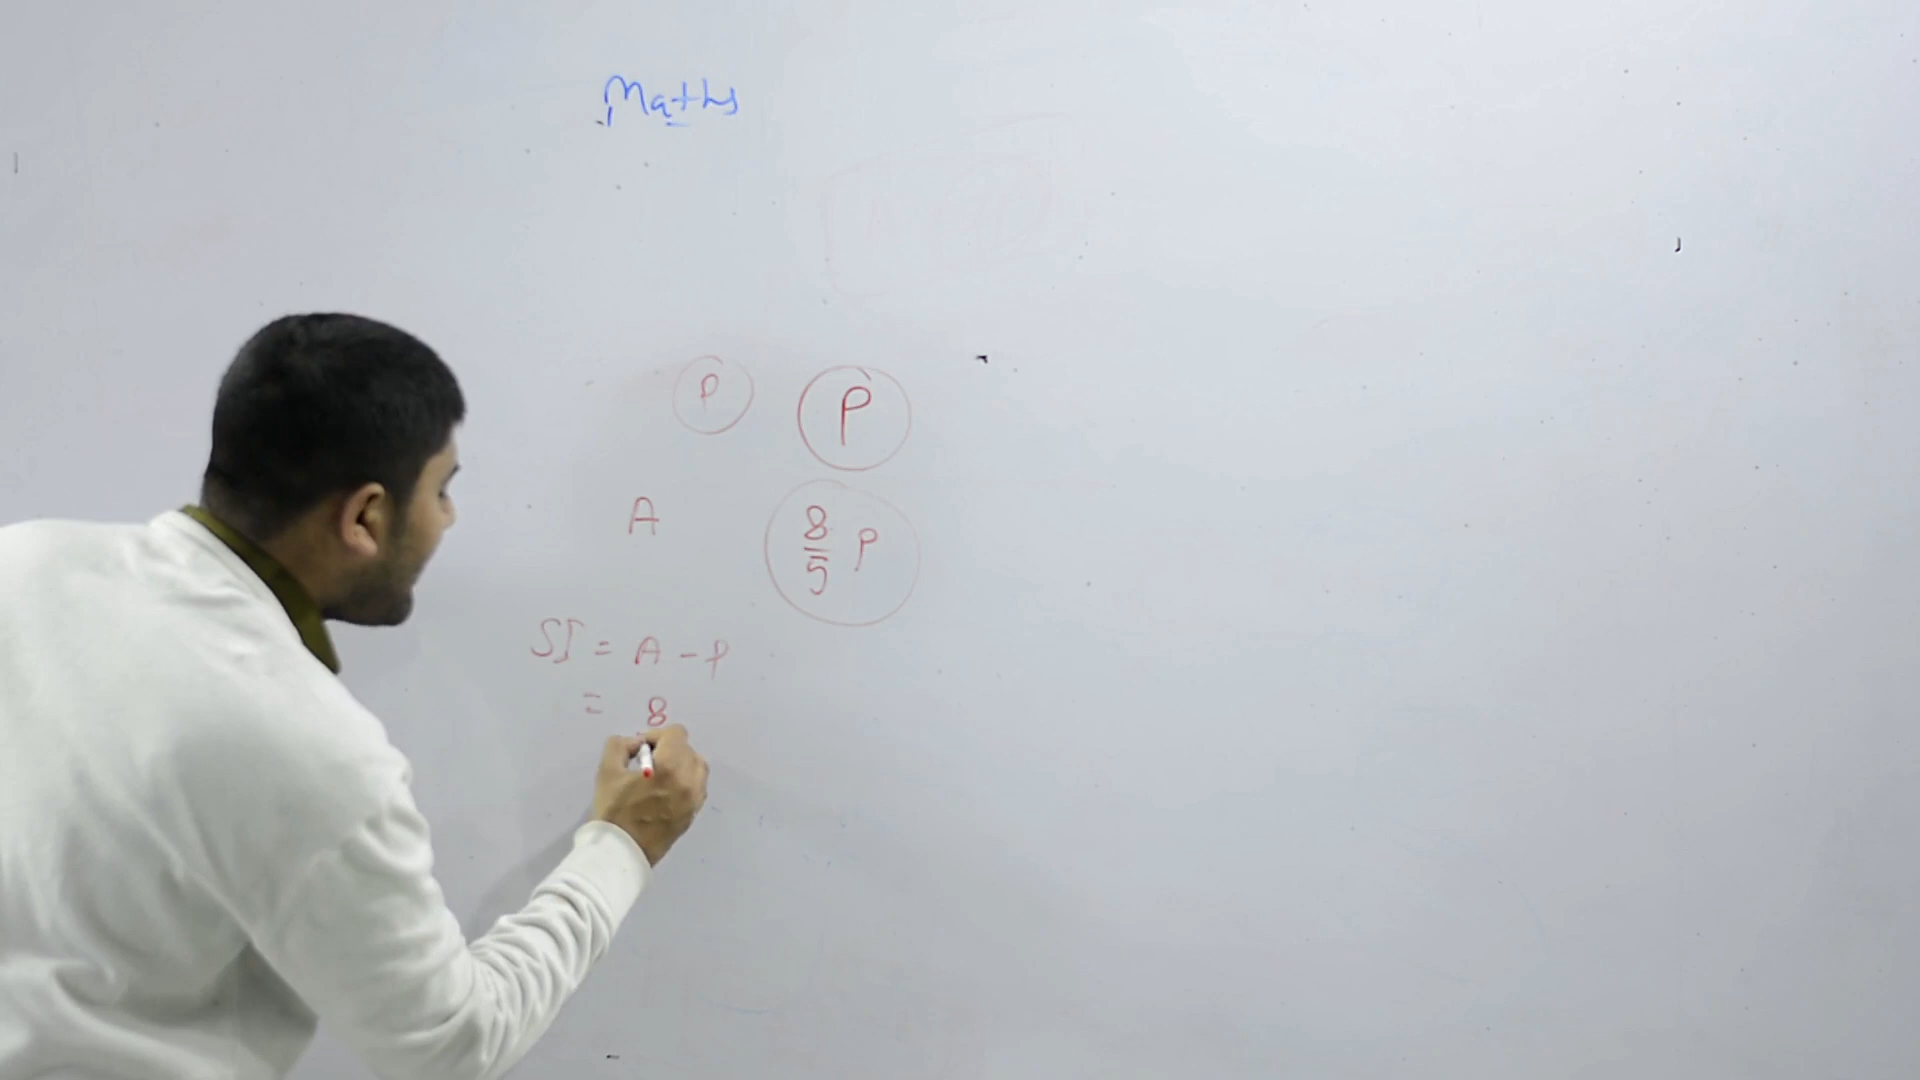 Maths
P P
A 8/5 P
SI = A - P
= 8